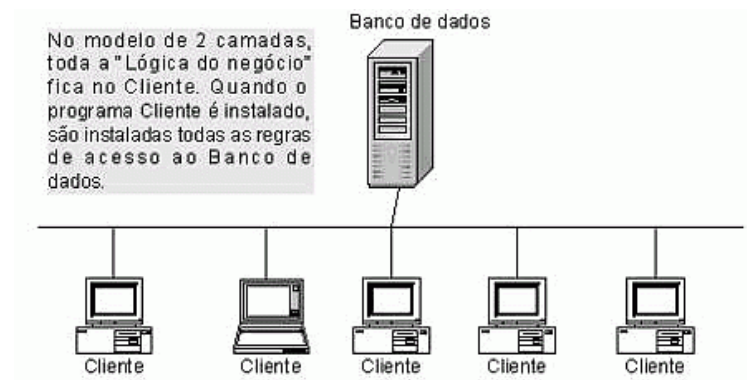 Banco de dados
No modelo de 2 camadas,
toda a "Lógica do negócio"
fica no Cliente. Quando o
programa Cliente é instalado,
são instaladas todas as regras
de acesso ao Banco de
dados.
Cliente
Cliente
Cliente
Cliente
Cliente